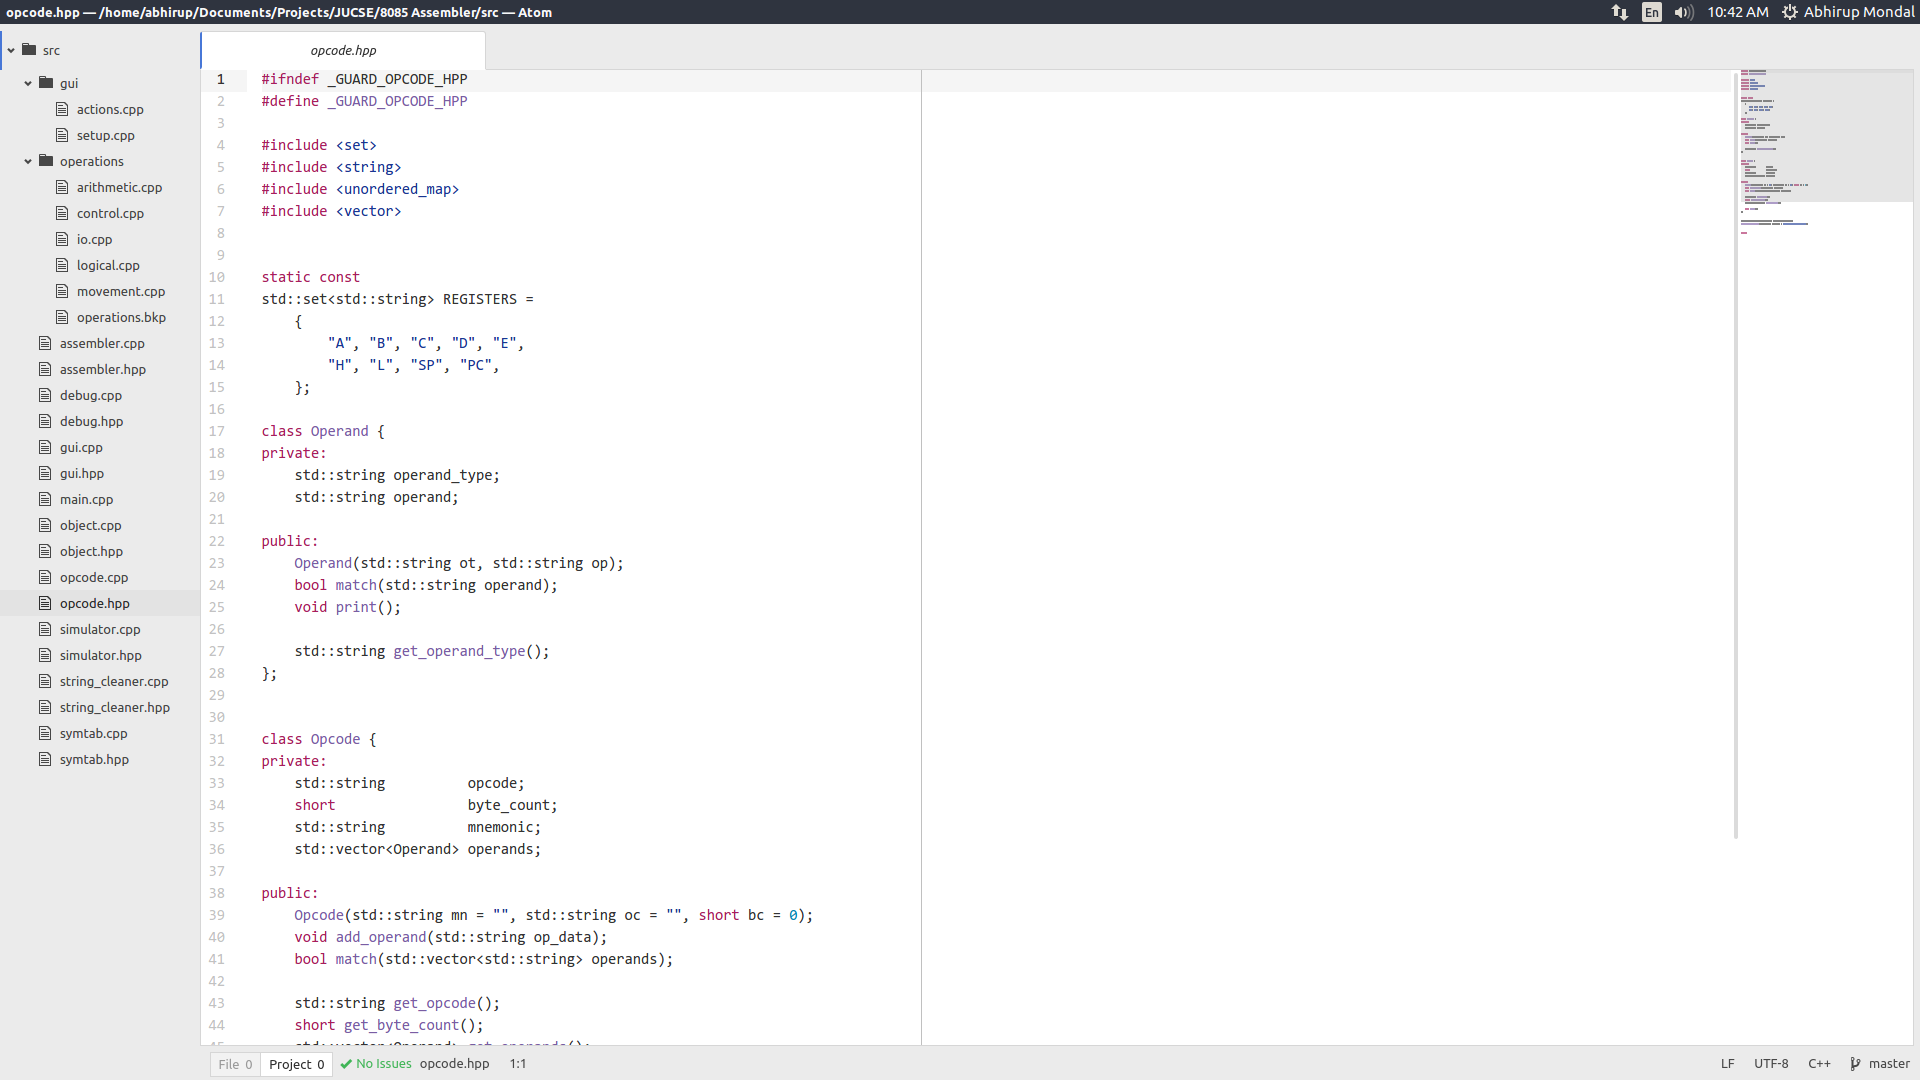 opcode.hpp — /home/abhirup/Documents/Projects/JUCSE/8085 Assembler/src — Atom
En
10:42 AM
Abhirup Mondal
src
gui
actions.cpp
setup.cpp
operations
arithmetic.cpp
control.cpp
io.cpp
logical.cpp
movement.cpp
operations.bkp
assembler.cpp
assembler.hpp
debug.cpp
debug.hpp
gui.cpp
gui.hpp
main.cpp
object.cpp
object.hpp
opcode.cpp
opcode.hpp
simulator.cpp
simulator.hpp
string_cleaner.cpp
string_cleaner.hpp
symtab.cpp
symtab.hpp
opcode.hpp
1 #ifndef _GUARD_OPCODE_HPP
2 #define _GUARD_OPCODE_HPP
3
4 #include <set>
5 #include <string>
6 #include <unordered_map>
7 #include <vector>
8
9
10 static const
11 std::set<std::string> REGISTERS =
12     {
13         "A", "B", "C", "D", "E",
14         "H", "L", "SP", "PC",
15     };
16
17 class Operand {
18 private:
19     std::string operand_type;
20     std::string operand;
21
22 public:
23     Operand(std::string ot, std::string op);
24     bool match(std::string operand);
25     void print();
26
27     std::string get_operand_type();
28 };
29
30
31 class Opcode {
32 private:
33     std::string          opcode;
34     short                byte_count;
35     std::string          mnemonic;
36     std::vector<Operand> operands;
37
38 public:
39     Opcode(std::string mn = "", std::string oc = "", short bc = 0);
40     void add_operand(std::string op_data);
41     bool match(std::vector<std::string> operands);
42
43     std::string get_opcode();
44     short get_byte_count();
45     std::vector<Operand> get_operands();
File 0
Project 0
No Issues
opcode.hpp
1:1
LF
UTF-8
C++
master